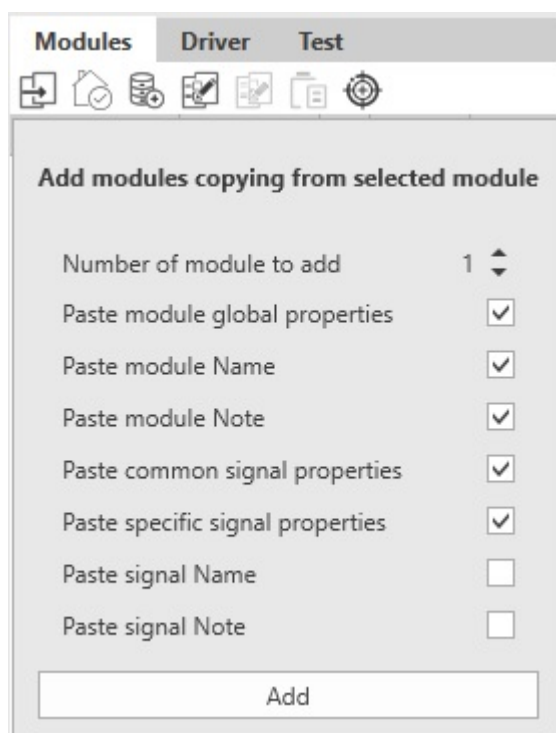 Modules Driver Test
Add modules copying from selected module
Number of module to add 1
Paste module global properties
Paste module Name
Paste module Note
Paste common signal properties
Paste specific signal properties
Paste signal Name
Paste signal Note
Add